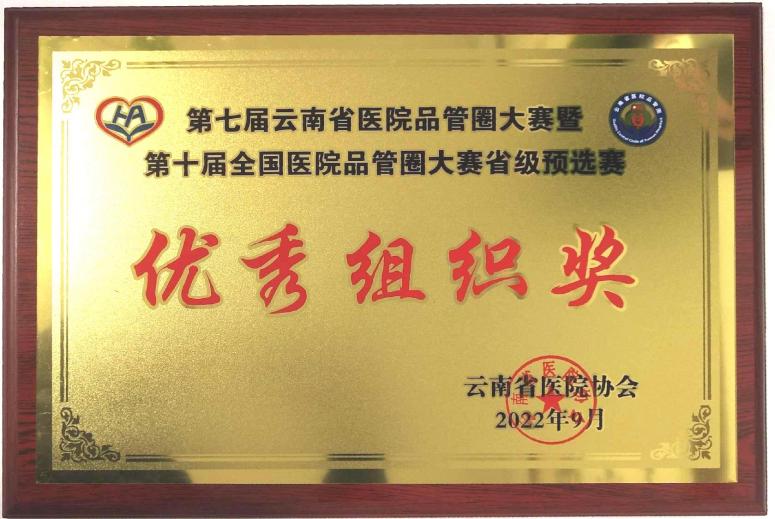 第七届云南省医院品管圈大赛暨
第十届全国医院品管圈大赛省级预选赛
优秀组织奖
云南省医院协会
2022年9月
HA